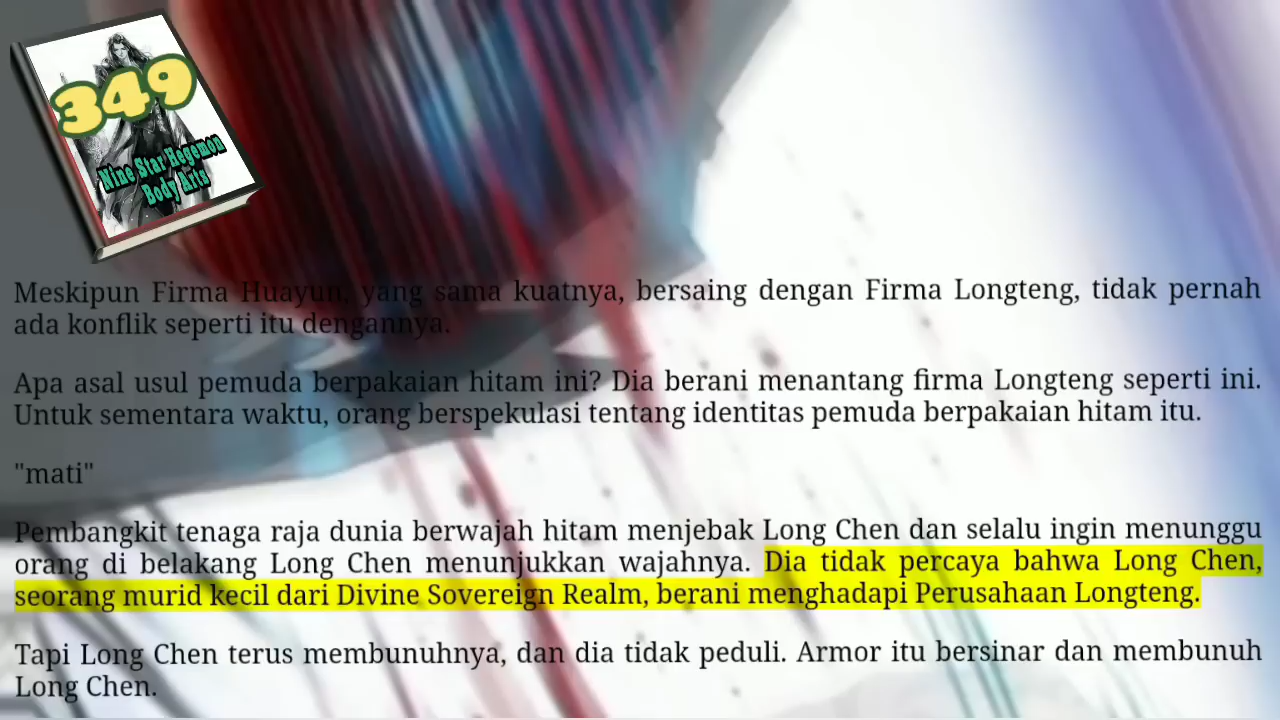 349
Nine Star Hegemon
Body Arts
Meskipun Firma Huayun, yang sama kuatnya, bersaing dengan Firma Longteng, tidak pernah
ada konflik seperti itu dengannya.
Apa asal usul pemuda berpakaian hitam ini? Dia berani menantang firma Longteng seperti ini.
Untuk sementara waktu, orang berspekulasi tentang identitas pemuda berpakaian hitam itu.
"mati"
Pembangkit tenaga raja dunia berwajah hitam menjebak Long Chen dan selalu ingin menunggu
orang di belakang Long Chen menunjukkan wajahnya. Dia tidak percaya bahwa Long Chen,
seorang murid kecil dari Divine Sovereign Realm, berani menghadapi Perusahaan Longteng.
Tapi Long Chen terus membunuhnya, dan dia tidak peduli. Armor itu bersinar dan membunuh
Long Chen.